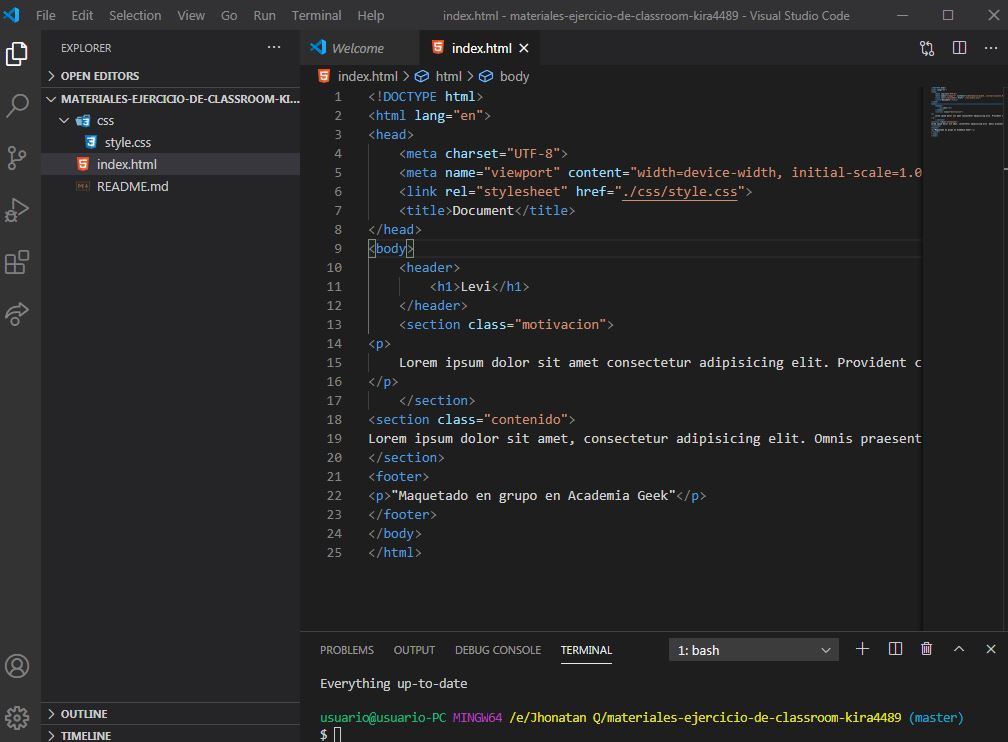 File Edit Selection View Go Run Terminal Help index.html - materiales-ejercicio-de-classroom-kira4489 - Visual Studio Code
EXPLORER ···
OPEN EDITORS
MATERIALES-EJERCICIO-DE-CLASSROOM-KI...
css
style.css
index.html
README.md
OUTLINE
TIMELINE
Welcome index.html
index.html > html > body
1 <!DOCTYPE html>
2 <html lang="en">
3 <head>
4 <meta charset="UTF-8">
5 <meta name="viewport" content="width=device-width, initial-scale=1.0
6 <link rel="stylesheet" href="./css/style.css">
7 <title>Document</title>
8 </head>
9 <body>
10 <header>
11 <h1>Levi</h1>
12 </header>
13 <section class="motivacion">
14 <p>
15 Lorem ipsum dolor sit amet consectetur adipisicing elit. Provident c
16 </p>
17 </section>
18 <section class="contenido">
19 Lorem ipsum dolor sit amet, consectetur adipisicing elit. Omnis praesent
20 </section>
21 <footer>
22 <p>"Maquetado en grupo en Academia Geek"</p>
23 </footer>
24 </body>
25 </html>
PROBLEMS OUTPUT DEBUG CONSOLE TERMINAL 1: bash
Everything up-to-date
usuario@usuario-PC MINGW64 /e/Jhonatan Q/materiales-ejercicio-de-classroom-kira4489 (master)
$